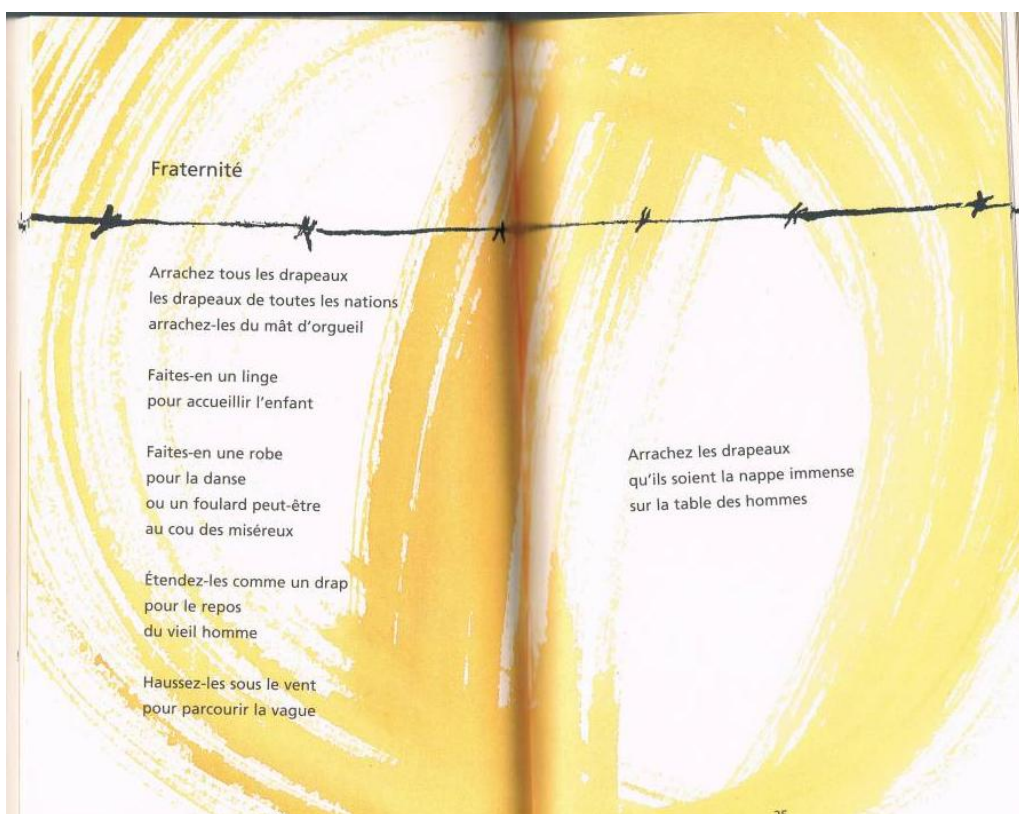 Fraternité
Arrachez tous les drapeaux
les drapeaux de toutes les nations
arrachez-les du mât d'orgueil
Faites-en un linge
pour accueillir l'enfant
Faites-en une robe
pour la danse
ou un foulard peut-être
au cou des miséreux
Étendez-les comme un drap
pour le repos
du vieil homme
Haussez-les sous le vent
pour parcourir la vague
Arrachez les drapeaux
qu'ils soient la nappe immense
sur la table des hommes